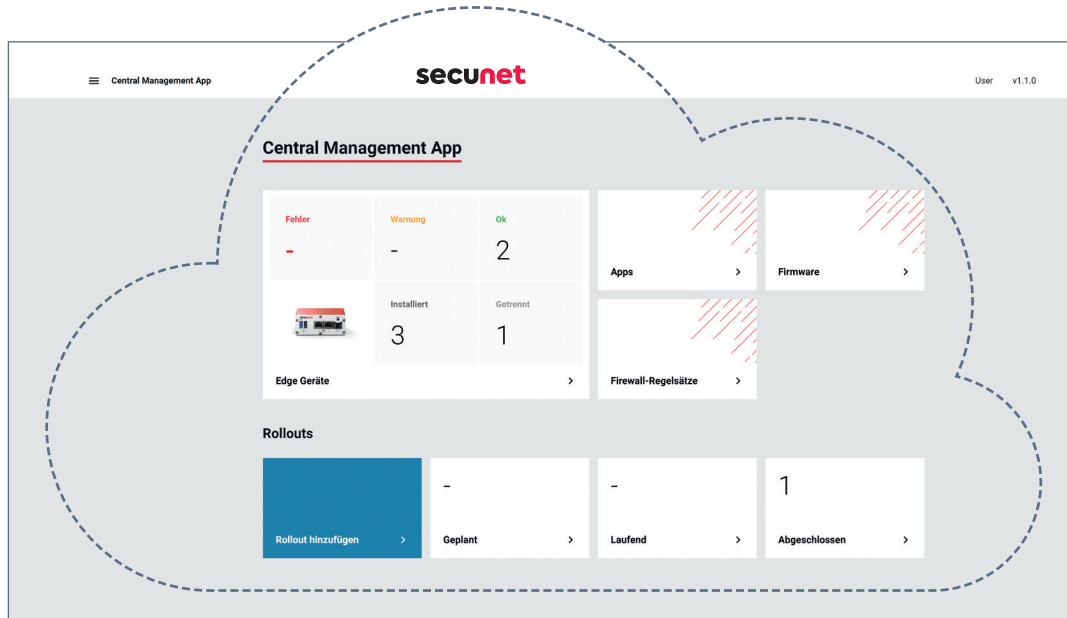 Central Management App
secunet
User v1.1.0
Central Management App
Fehler
-
Warnung
-
Ok
2
Installiert
3
Getrennt
1
Edge Geräte
Apps
Firmware
Firewall-Regelsätze
Rollouts
Rollout hinzufügen
-
Geplant
-
Laufend
1
Abgeschlossen